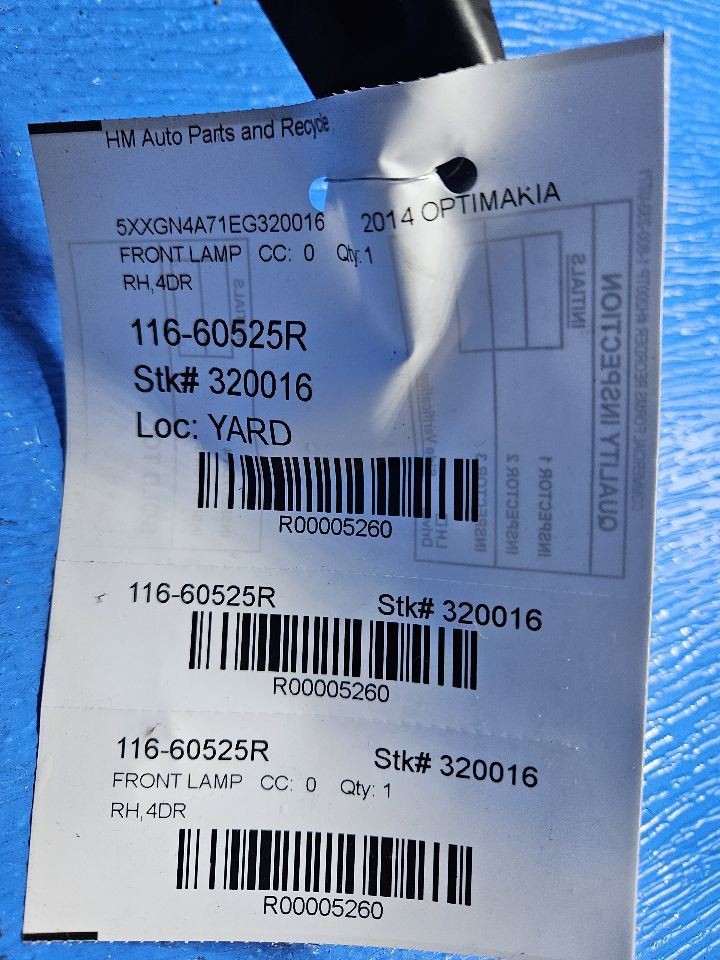 HM Auto Parts and Recycle
5XXGN4A71EG320016 2014 OPTIMAKIA
FRONT LAMP CC: 0 Qty: 1
RH,4DR
116-60525R
Stk# 320016
Loc: YARD
R00005260
116-60525R Stk# 320016
R00005260
116-60525R Stk# 320016
FRONT LAMP CC: 0 Qty: 1
RH,4DR
R00005260
QUALITY INSPECTION
INITIALS
INSPECTOR 1
INSPECTOR 2
INSPECTOR 3